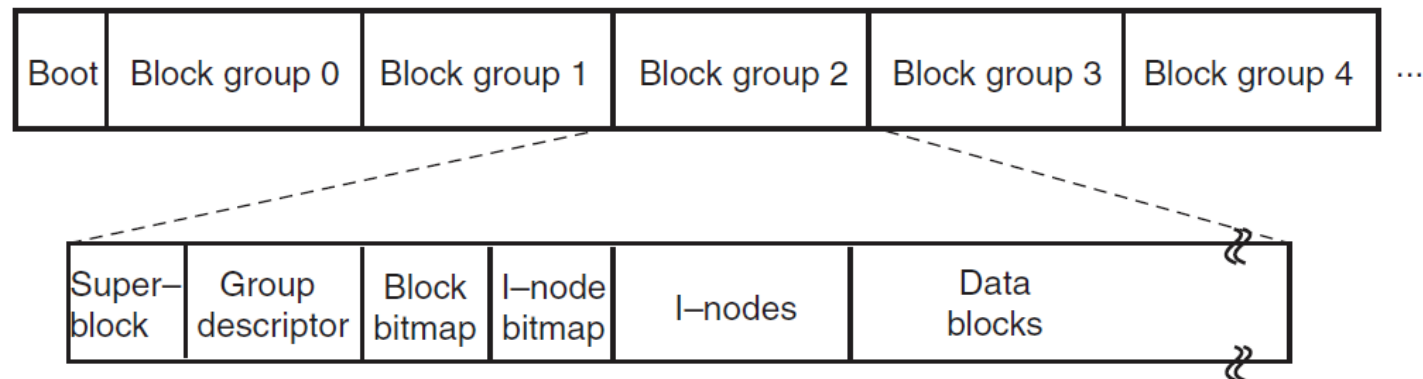 Boot Block group 0 Block group 1 Block group 2 Block group 3 Block group 4 ...
Super–
block
Group
descriptor
Block
bitmap
I–node
bitmap
I–nodes
Data
blocks